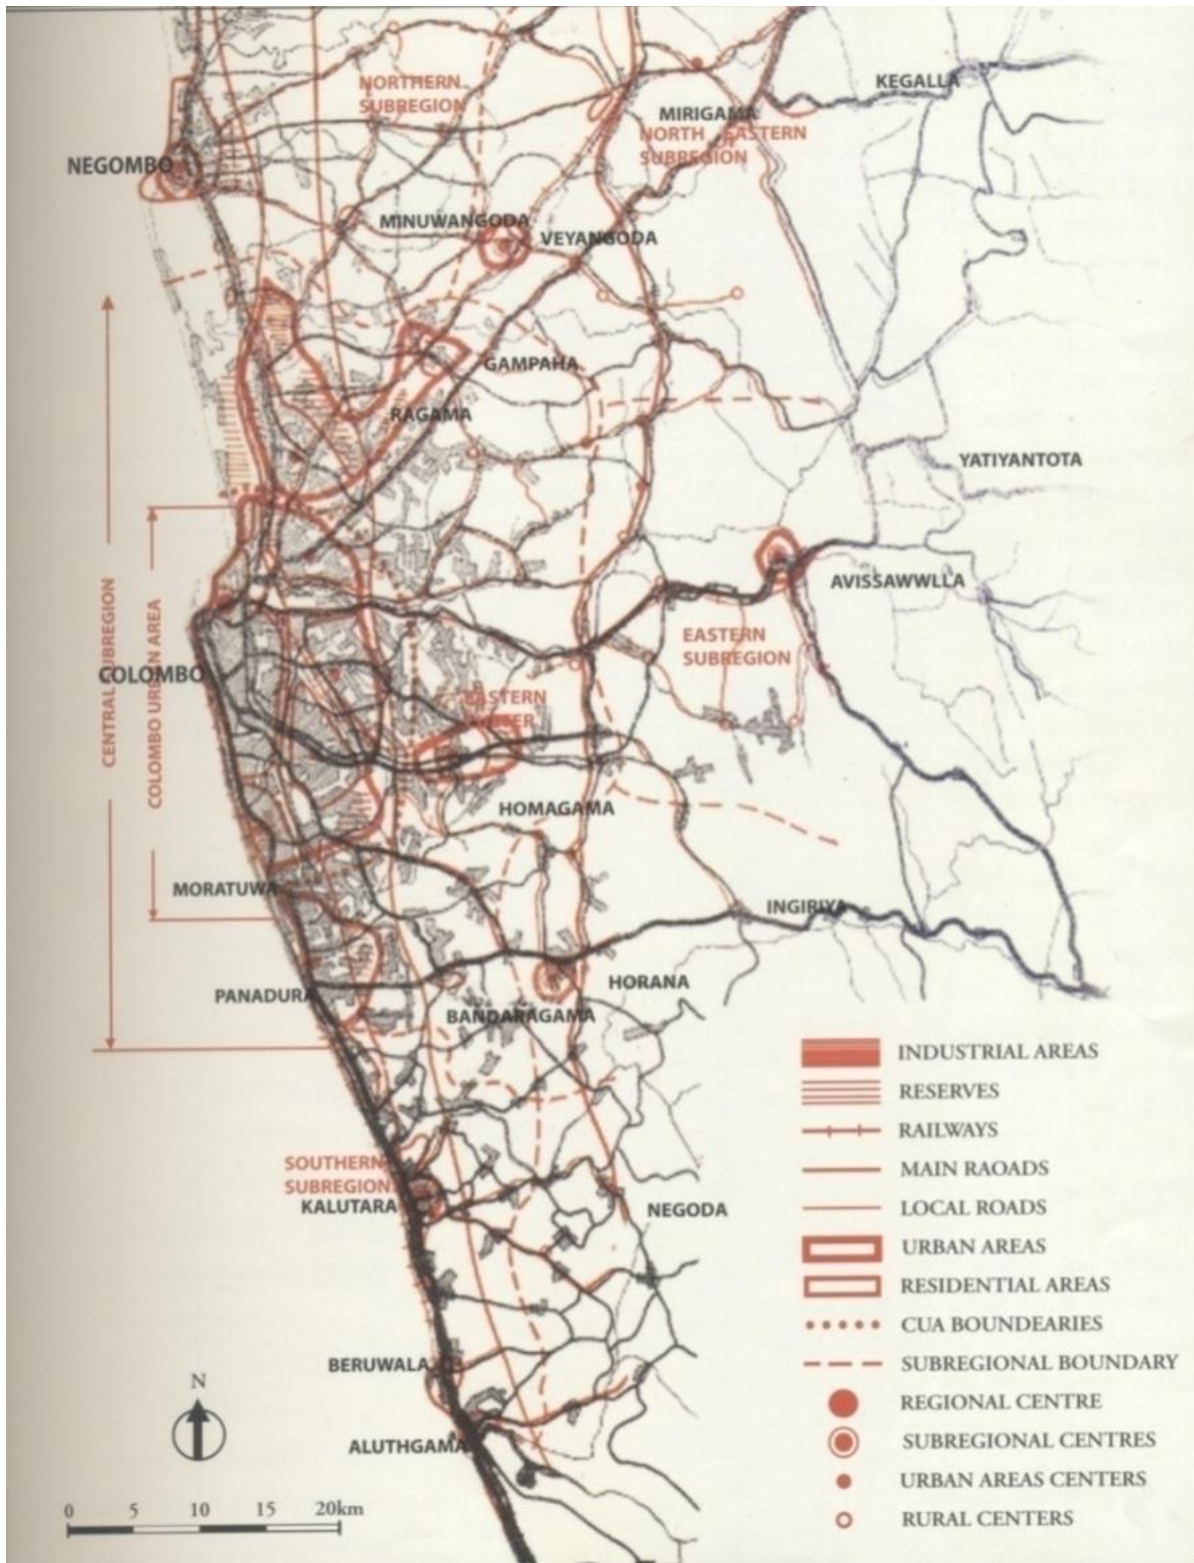 NORTHERN
SUBREGION
KEGALLA
MIRIGAMA
NORTH EASTERN
SUBREGION
NEGOMBO
MINUWANGODA
VEYANGODA
GAMPAHA
RAGAMA
YATIYANTOTA
AVISSAWWLLA
CENTRAL SUBREGION
COLOMBO URBEN AREA
EASTERN
SUBREGION
COLOMBO
EASTERN
HOMAGAMA
MORATUWA
INGIRIYA
PANADURA
HORANA
BANDARAGAMA
SOUTHERN
SUBREGION
KALUTARA
NEGODA
BERUWALA
ALUTHGAMA
N
0 5 10 15 20km
INDUSTRIAL AREAS
RESERVES
RAILWAYS
MAIN RAOADS
LOCAL ROADS
URBAN AREAS
RESIDENTIAL AREAS
CUA BOUNDEARIES
SUBREGIONAL BOUNDARY
REGIONAL CENTRE
SUBREGIONAL CENTRES
URBAN AREAS CENTERS
RURAL CENTERS